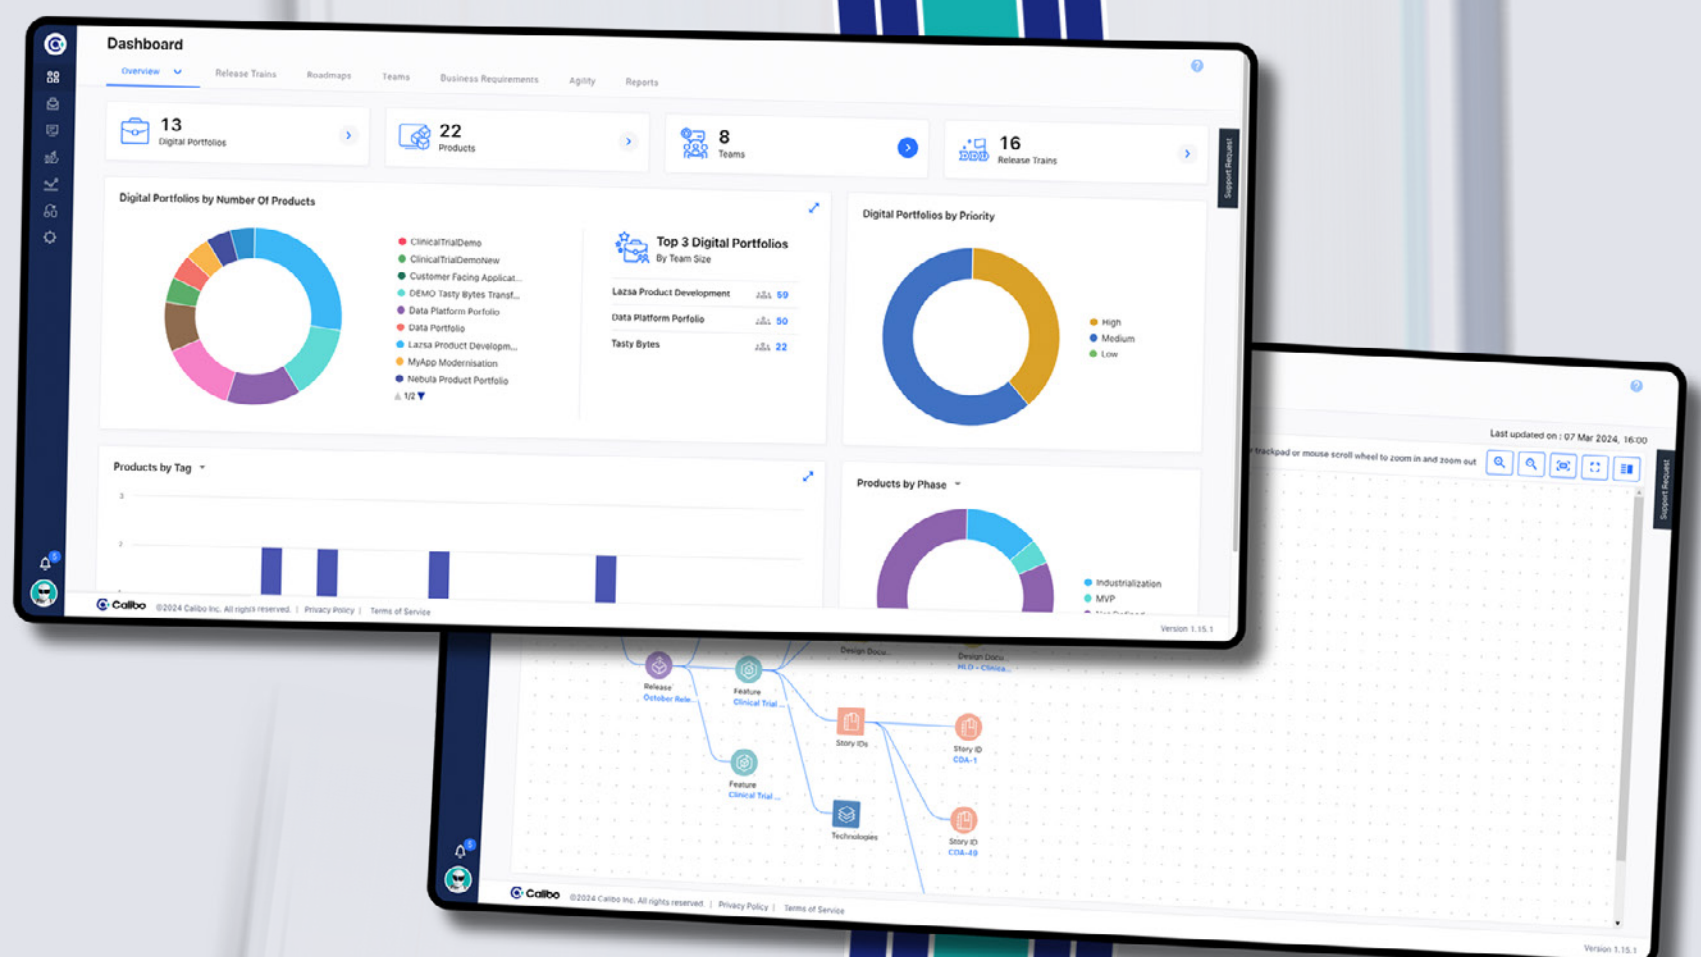 Dashboard
Overview
Release Trains
Roadmaps
Teams
Business Requirements
Agility
Reports
13
Digital Portfolios
22
Products
8
Teams
16
Release Trains
Support Request
Digital Portfolios by Number Of Products
ClinicalTrialDemo
ClinicalTrialDemoNew
Customer Facing Applicat...
DEMO Tasty Bytes Transf...
Data Platform Porfolio
Data Portfolio
Lazsa Product Developm...
MyApp Modernisation
Nebula Product Portfolio
1/2
Top 3 Digital Portfolios
By Team Size
Lazsa Product Development 59
Data Platform Porfolio 50
Tasty Bytes 22
Digital Portfolios by Priority
High
Medium
Low
Products by Tag
3
2
Products by Phase
Industrialization
MVP
5
Calibo ©2024 Calibo Inc. All rights reserved. | Privacy Policy | Terms of Service
Version 1.15.1
Last updated on : 07 Mar 2024, 16:00
trackpad or mouse scroll wheel to zoom in and zoom out
Support Request
Design Docu...
Design Docu...
HLD - Clinica...
Release
October Rele...
Feature
Clinical Trial ...
Story IDs
Story ID
CDA-1
Feature
Clinical Trial ...
Technologies
Story ID
CDA-49
5
Calibo ©2024 Calibo Inc. All rights reserved. | Privacy Policy | Terms of Service
Version 1.15.1